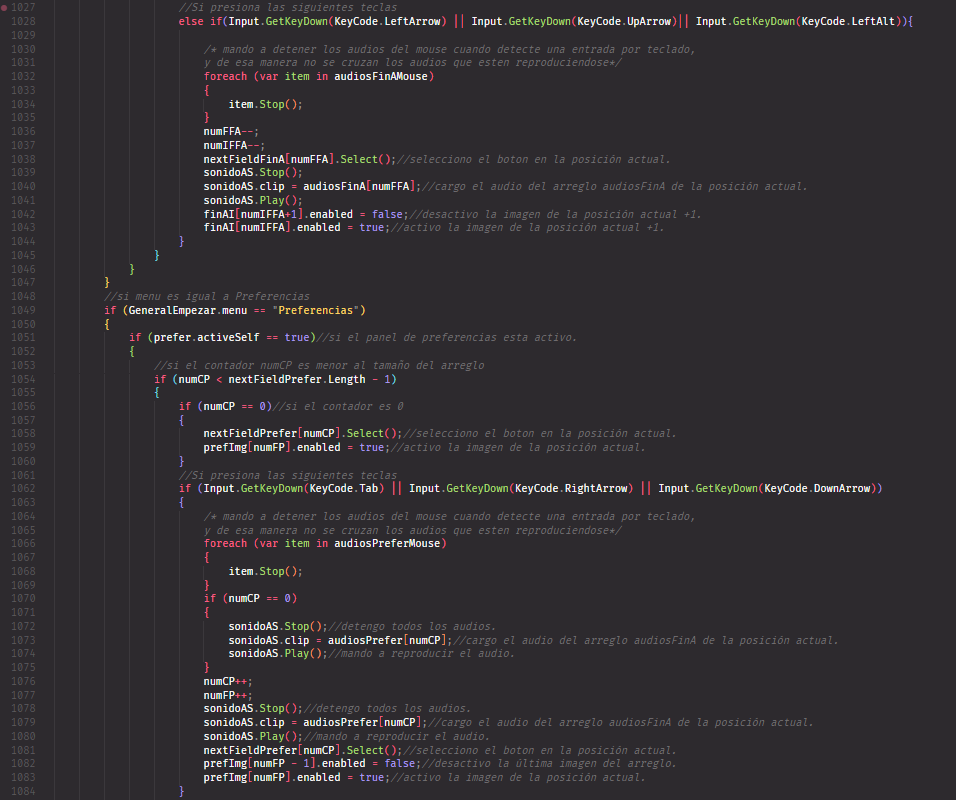 1027 //Si presiona las siguientes teclas
1028 else if(Input.GetKeyDown(KeyCode.LeftArrow) || Input.GetKeyDown(KeyCode.UpArrow)|| Input.GetKeyDown(KeyCode.LeftAlt)){
1029
1030 /* mando a detener los audios del mouse cuando detecte una entrada por teclado,
1031 y de esa manera no se cruzan los audios que esten reproduciendose*/
1032 foreach (var item in audiosFinAMouse)
1033 {
1034 item.Stop();
1035 }
1036 numFFA--;
1037 numIFFA--;
1038 nextFieldFinA[numFFA].Select();//selecciono el boton en la posición actual.
1039 sonidoAS.Stop();
1040 sonidoAS.clip = audiosFinA[numFFA];//cargo el audio del arreglo audiosFinA de la posición actual.
1041 sonidoAS.Play();
1042 finAI[numIFFA+1].enabled = false;//desactivo la imagen de la posición actual +1.
1043 finAI[numIFFA].enabled = true;//activo la imagen de la posición actual +1.
1044 }
1045 }
1046 }
1047 }
1048 //si menu es igual a Preferencias
1049 if (GeneralEmpezar.menu == "Preferencias")
1050 {
1051 if (prefer.activeSelf == true)//si el panel de preferencias esta activo.
1052 {
1053 //si el contador numCP es menor al tamaño del arreglo
1054 if (numCP < nextFieldPrefer.Length - 1)
1055 {
1056 if (numCP == 0)//si el contador es 0
1057 {
1058 nextFieldPrefer[numCP].Select();//selecciono el boton en la posición actual.
1059 prefImg[numFP].enabled = true;//activo la imagen de la posición actual.
1060 }
1061 //Si presiona las siguientes teclas
1062 if (Input.GetKeyDown(KeyCode.Tab) || Input.GetKeyDown(KeyCode.RightArrow) || Input.GetKeyDown(KeyCode.DownArrow))
1063 {
1064 /* mando a detener los audios del mouse cuando detecte una entrada por teclado,
1065 y de esa manera no se cruzan los audios que esten reproduciendose*/
1066 foreach (var item in audiosPreferMouse)
1067 {
1068 item.Stop();
1069 }
1070 if (numCP == 0)
1071 {
1072 sonidoAS.Stop();//detengo todos los audios.
1073 sonidoAS.clip = audiosPrefer[numCP];//cargo el audio del arreglo audiosFinA de la posición actual.
1074 sonidoAS.Play();//mando a reproducir el audio.
1075 }
1076 numCP++;
1077 numFP++;
1078 sonidoAS.Stop();//detengo todos los audios.
1079 sonidoAS.clip = audiosPrefer[numCP];//cargo el audio del arreglo audiosFinA de la posición actual.
1080 sonidoAS.Play();//mando a reproducir el audio.
1081 nextFieldPrefer[numCP].Select();//selecciono el boton en la posición actual.
1082 prefImg[numFP - 1].enabled = false;//desactivo la última imagen del arreglo.
1083 prefImg[numFP].enabled = true;//activo la imagen de la posición actual.
1084 }